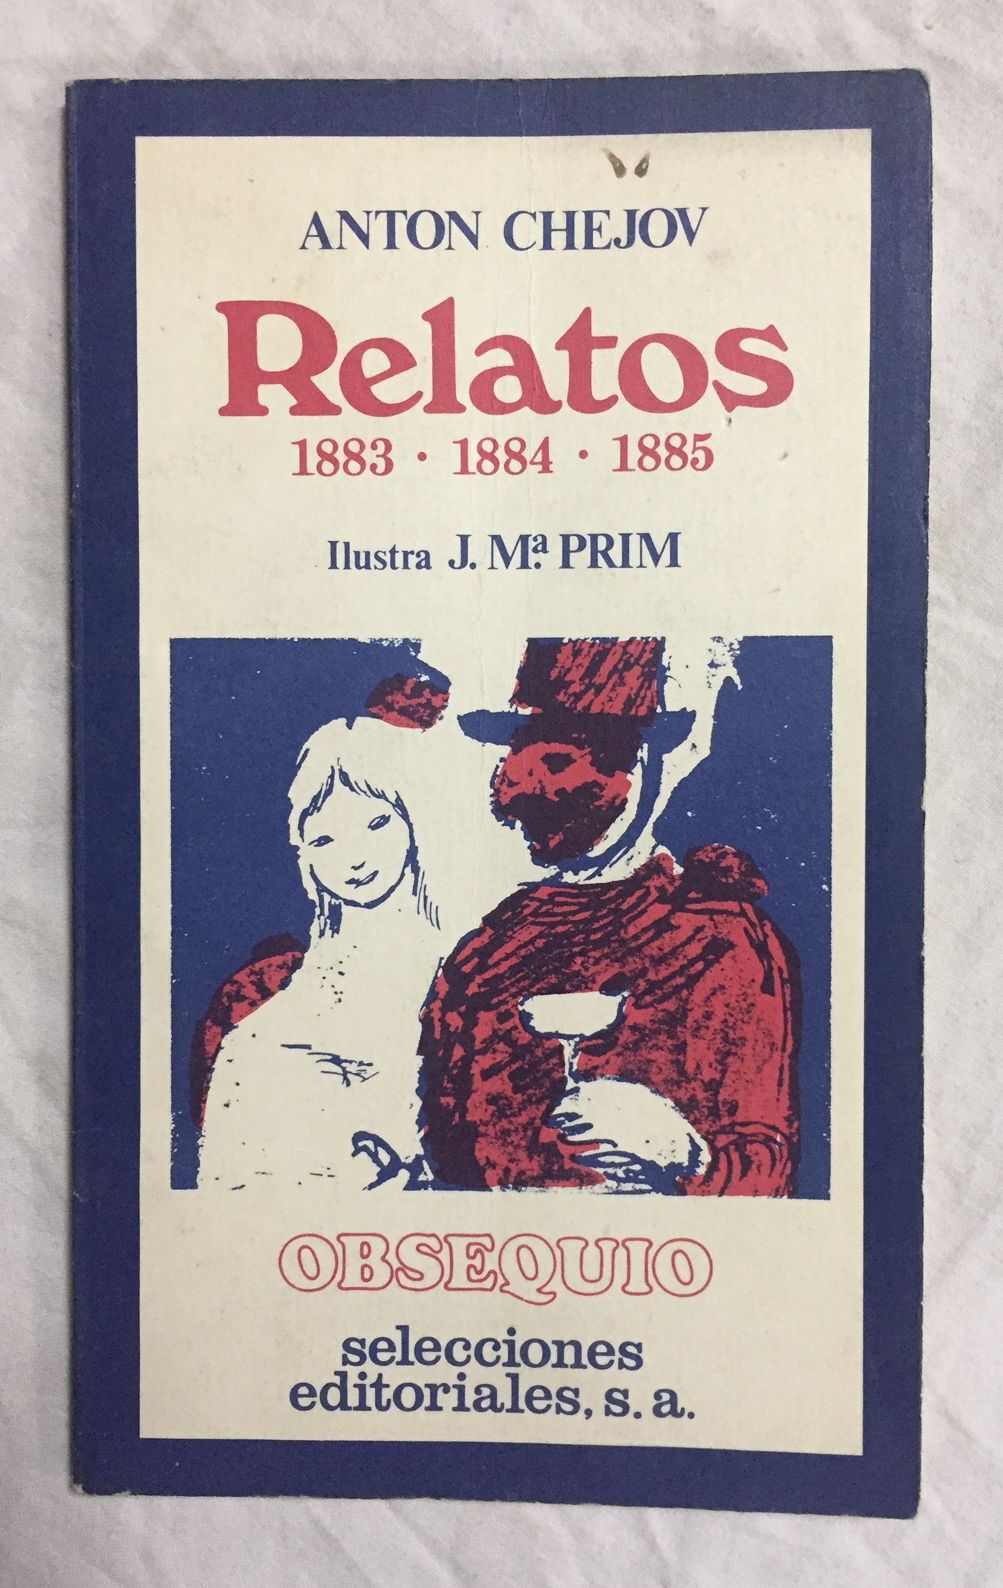 ANTON CHEJOV
Relatos
1883 · 1884 · 1885
Ilustra J. Mª. PRIM
OBSEQUIO
selecciones
editoriales, s. a.